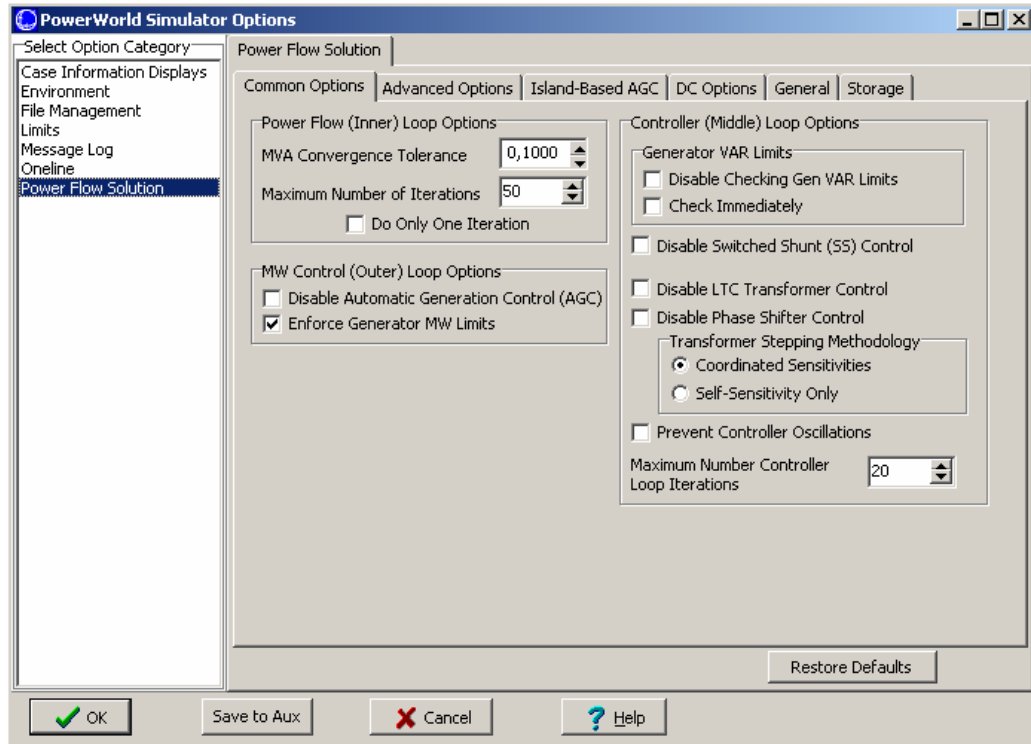 PowerWorld Simulator Options
Select Option Category
Case Information Displays
Environment
File Management
Limits
Message Log
Oneline
Power Flow Solution
Power Flow Solution
Common Options
Advanced Options
Island-Based AGC
DC Options
General
Storage
Power Flow (Inner) Loop Options
MVA Convergence Tolerance
0,1000
Maximum Number of Iterations
50
Do Only One Iteration
MW Control (Outer) Loop Options
Disable Automatic Generation Control (AGC)
Enforce Generator MW Limits
Controller (Middle) Loop Options
Generator VAR Limits
Disable Checking Gen VAR Limits
Check Immediately
Disable Switched Shunt (SS) Control
Disable LTC Transformer Control
Disable Phase Shifter Control
Transformer Stepping Methodology
Coordinated Sensitivities
Self-Sensitivity Only
Prevent Controller Oscillations
Maximum Number Controller
Loop Iterations
20
Restore Defaults
OK
Save to Aux
Cancel
? Help